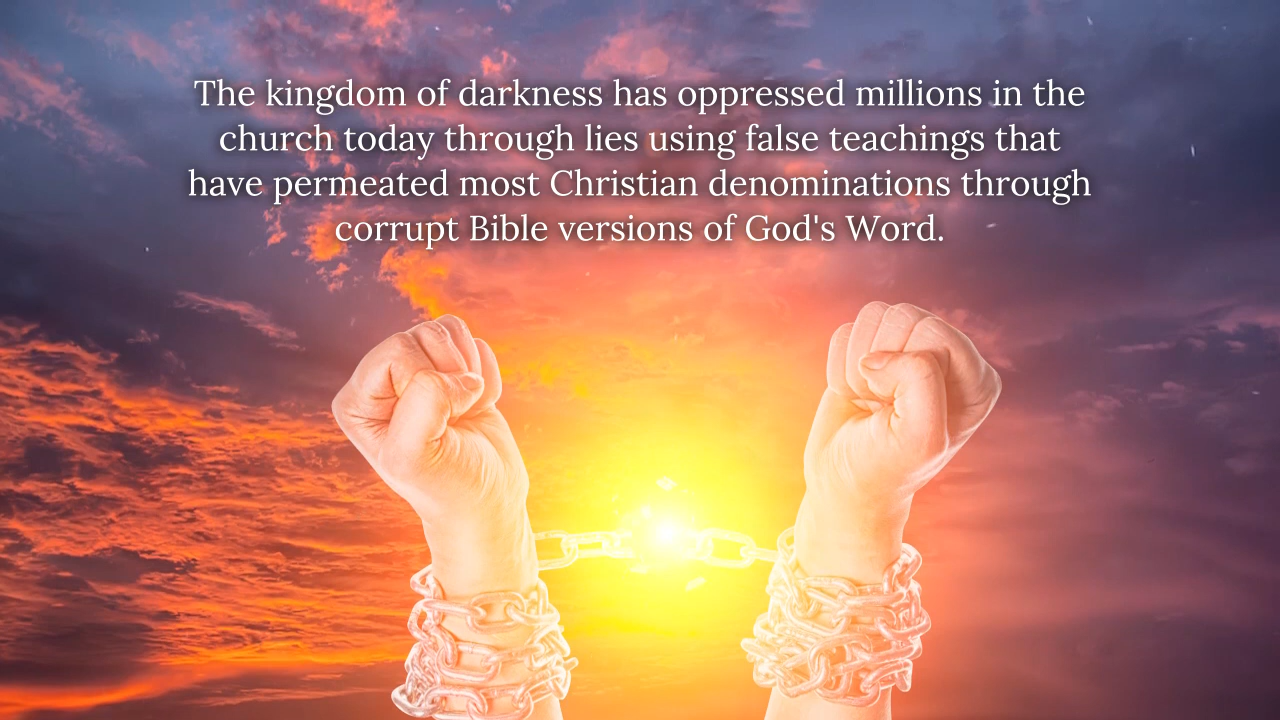 The kingdom of darkness has oppressed millions in the
church today through lies using false teachings that
have permeated most Christian denominations through
corrupt Bible versions of God's Word.